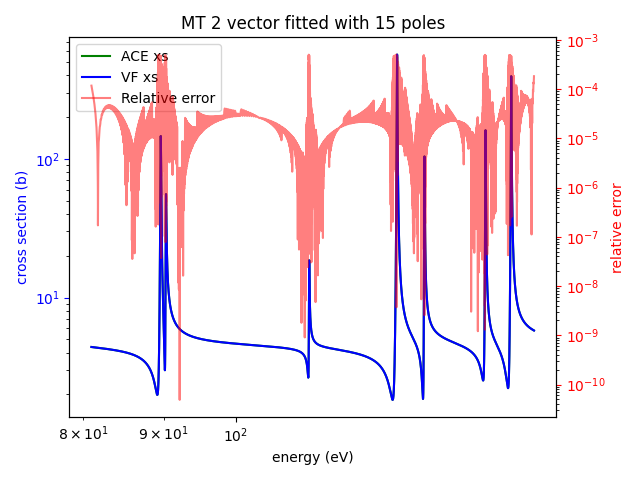 MT 2 vector fitted with 15 poles
ACE xs
VF xs
Relative error
cross section (b)
10²
10¹
relative error
10⁻³
10⁻⁴
10⁻⁵
10⁻⁶
10⁻⁷
10⁻⁸
10⁻⁹
10⁻¹⁰
8 × 10¹
9 × 10¹
10²
energy (eV)